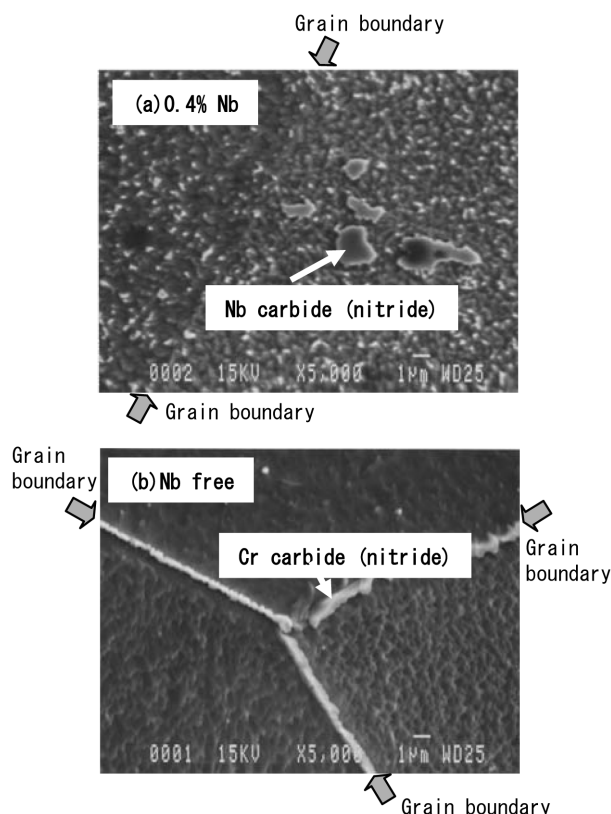 Grain boundary
(a)0.4% Nb
Nb carbide (nitride)
0002 15KV X5,000 1μm WD25
Grain boundary
Grain
boundary
(b)Nb free
Cr carbide (nitride)
Grain
boundary
0001 15KV X5,000 1μm WD25
Grain boundary